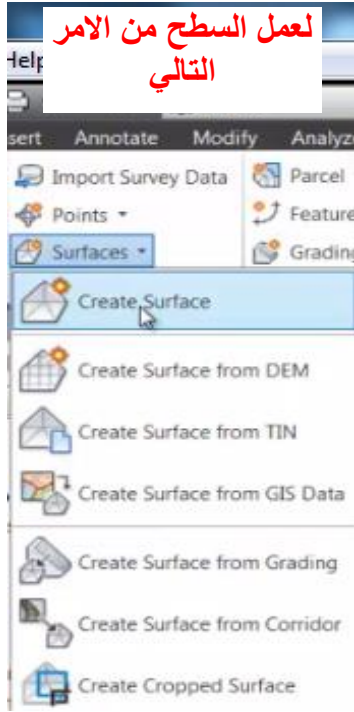 لعمل السطح من الامر
التالي
Help
sert Annotate Modify Analyz
Import Survey Data Parcel
Points Feature
Surfaces Grading
Create Surface
Create Surface from DEM
Create Surface from TIN
Create Surface from GIS Data
Create Surface from Grading
Create Surface from Corridor
Create Cropped Surface